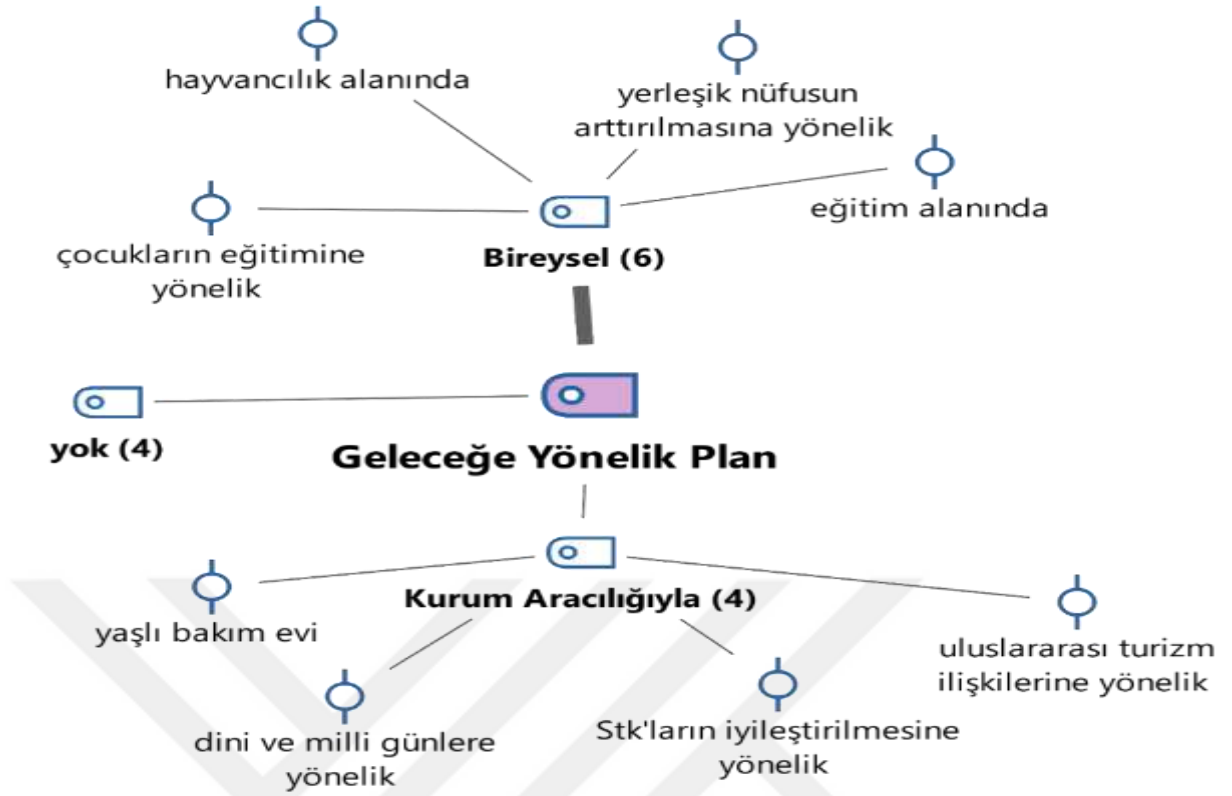 hayvancılık alanında
yerleşik nüfusun
arttırılmasına yönelik
eğitim alanında
çocukların eğitimine
yönelik
Bireysel (6)
yok (4)
Geleceğe Yönelik Plan
Kurum Aracılığıyla (4)
yaşlı bakım evi
dini ve milli günlere
yönelik
Stk'ların iyileştirilmesine
yönelik
uluslararası turizm
ilişkilerine yönelik